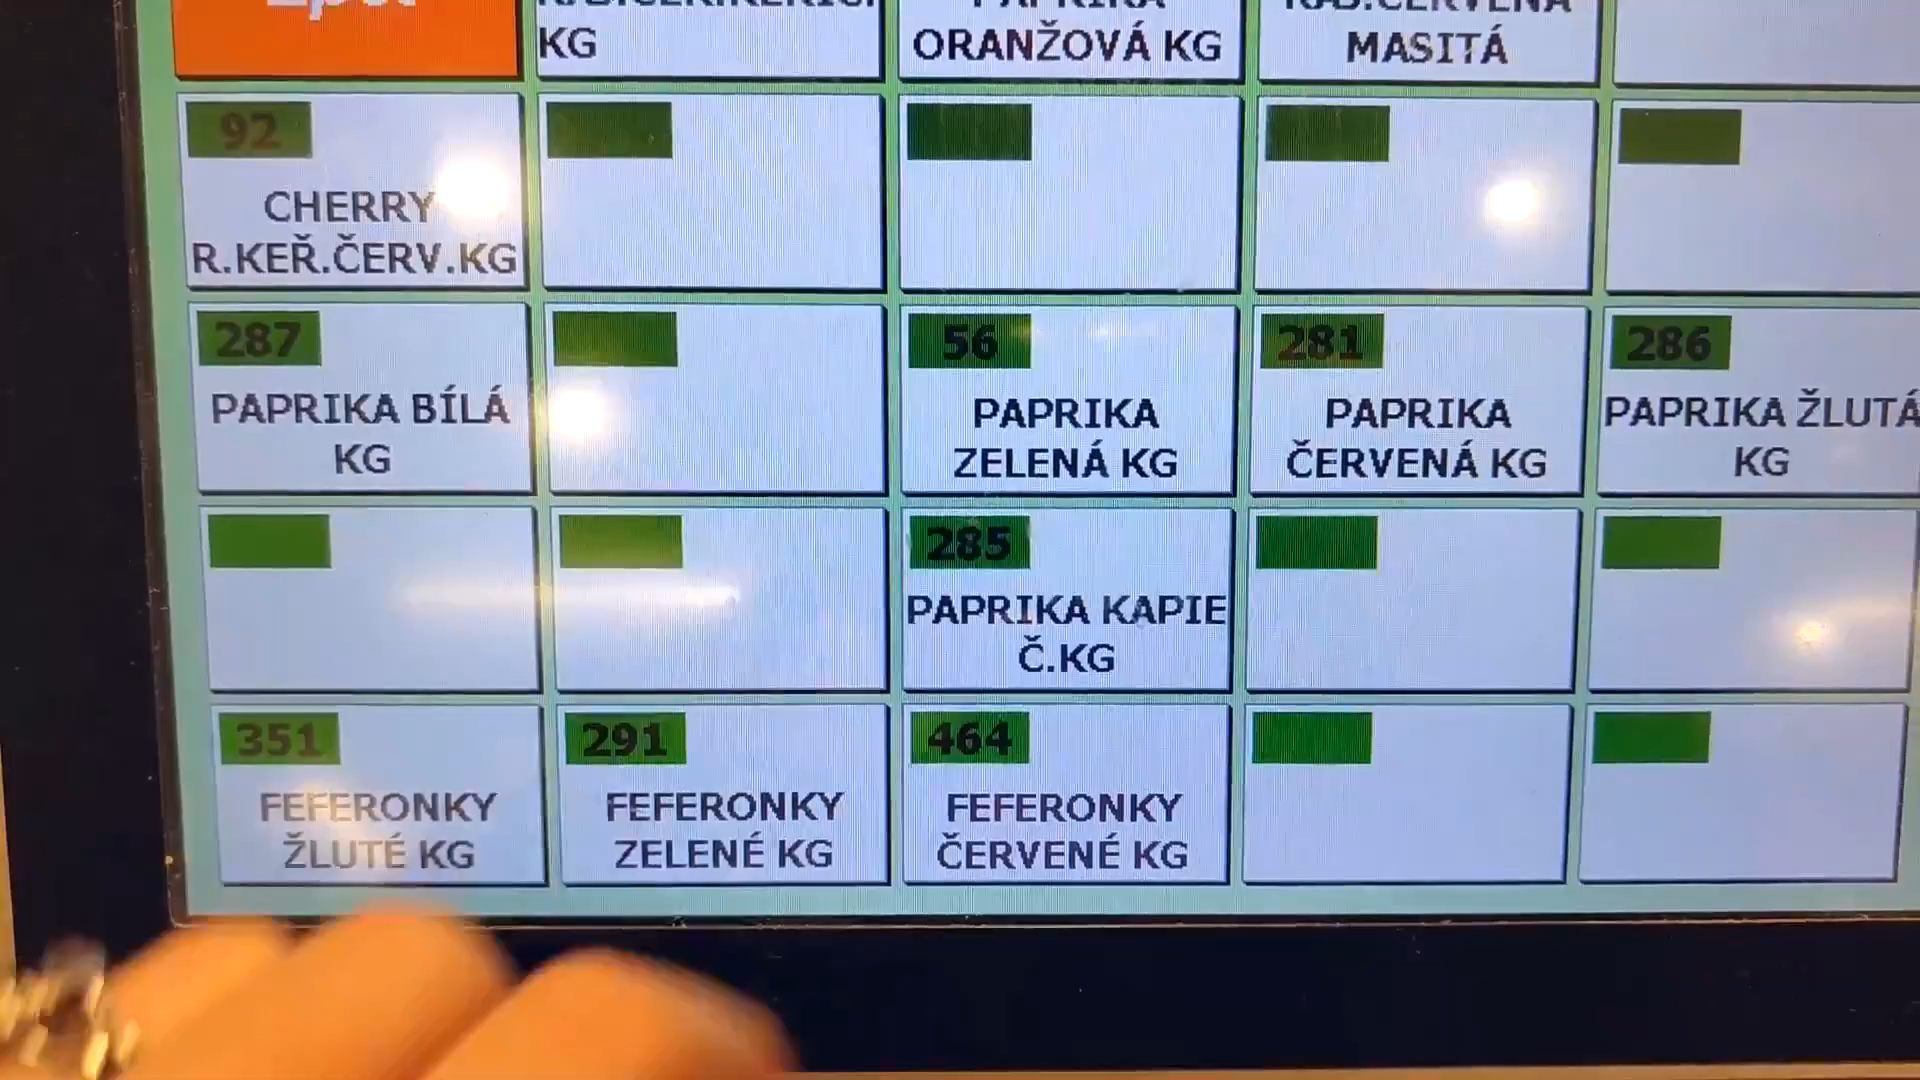 KG
ORANŽOVÁ KG
MASITÁ
92
CHERRY
R.KEŘ.ČERV.KG
287
PAPRIKA BÍLÁ
KG
56
PAPRIKA
ZELENÁ KG
281
PAPRIKA
ČERVENÁ KG
286
PAPRIKA ŽLUTÁ
KG
285
PAPRIKA KAPIE
Č.KG
351
FEFERONKY
ŽLUTÉ KG
291
FEFERONKY
ZELENÉ KG
464
FEFERONKY
ČERVENÉ KG